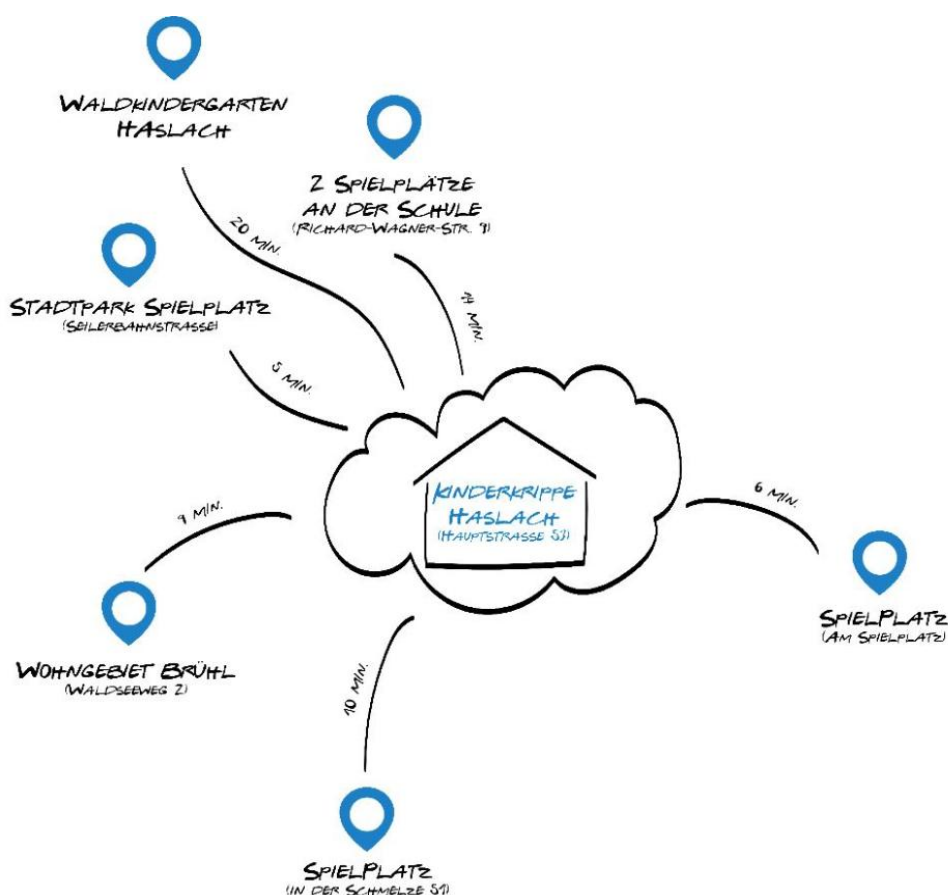 WALDKINDERGARTEN
HASLACH
2 SPIELPLÄTZE
AN DER SCHULE
(RICHARD-WAGNER-STR. 9)
20 MIN.
14 MIN.
STADTPARK SPIELPLATZ
(SEILERBAHNSTRASSE)
5 MIN.
KINDERKRIPPE
HASLACH
(HAUPTSTRASSE 53)
6 MIN.
9 MIN.
SPIELPLATZ
(AM SPIELPLATZ)
WOHNGEBIET BRÜHL
(WALDSEEWEG 2)
10 MIN.
SPIELPLATZ
(IN DER SCHMELZE 59)